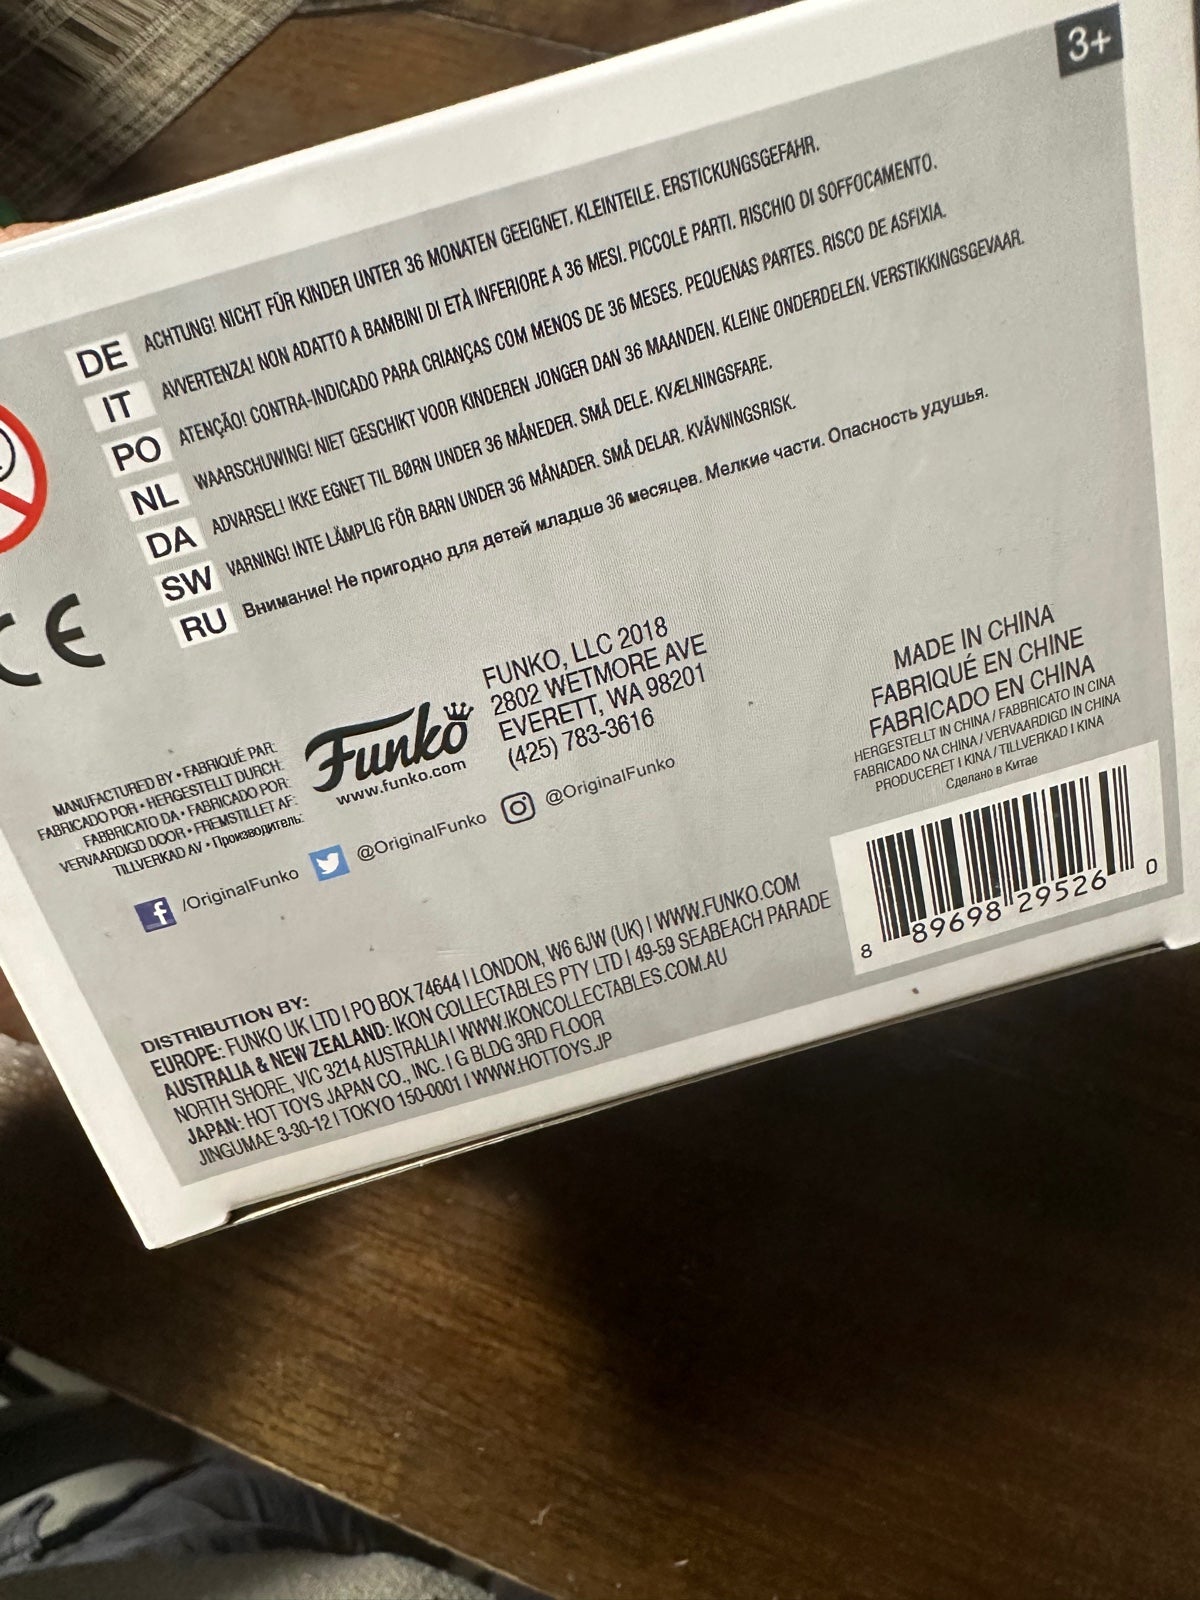 3+
DE ACHTUNG! NICHT FÜR KINDER UNTER 36 MONATEN GEEIGNET. KLEINTEILE. ERSTICKUNGSGEFAHR.
IT AVVERTENZA! NON ADATTO A BAMBINI DI ETÀ INFERIORE A 36 MESI. PICCOLE PARTI. RISCHIO DI SOFFOCAMENTO.
PO ATENÇÃO! CONTRA-INDICADO PARA CRIANÇAS COM MENOS DE 36 MESES. PEQUENAS PARTES. RISCO DE ASFIXIA.
NL WAARSCHUWING! NIET GESCHIKT VOOR KINDEREN JONGER DAN 36 MAANDEN. KLEINE ONDERDELEN. VERSTIKKINGSGEVAAR.
DA ADVARSEL! IKKE EGNET TIL BØRN UNDER 36 MÅNEDER. SMÅ DELE. KVÆLNINGSFARE.
SW VARNING! INTE LÄMPLIG FÖR BARN UNDER 36 MÅNADER. SMÅ DELAR. KVÄVNINGSRISK.
RU Внимание! Не пригодно для детей младше 36 месяцев. Мелкие части. Опасность удушья.
CE
MANUFACTURED BY • FABRIQUÉ PAR:
FABRICADO POR • HERGESTELLT DURCH:
FABBRICATO DA • FABRICADO POR:
VERVAARDIGD DOOR • FREMSTILLET AF:
TILLVERKAD AV • Производитель:
Funko
www.funko.com
FUNKO, LLC 2018
2802 WETMORE AVE
EVERETT, WA 98201
(425) 783-3616
/OriginalFunko @OriginalFunko @OriginalFunko
MADE IN CHINA
FABRIQUÉ EN CHINE
FABRICADO EN CHINA
HERGESTELLT IN CHINA / FABBRICATO IN CINA
FABRICADO NA CHINA / VERVAARDIGD IN CHINA
PRODUCERET I KINA / TILLVERKAD I KINA
Сделано в Китае
8 89698 29526 0
DISTRIBUTION BY:
EUROPE: FUNKO UK LTD | PO BOX 74644 | LONDON, W6 6JW (UK) | WWW.FUNKO.COM
AUSTRALIA & NEW ZEALAND: IKON COLLECTABLES PTY LTD | 49-59 SEABEACH PARADE
NORTH SHORE, VIC 3214 AUSTRALIA | WWW.IKONCOLLECTABLES.COM.AU
JAPAN: HOT TOYS JAPAN CO., INC. | G BLDG 3RD FLOOR
JINGUMAE 3-30-12 | TOKYO 150-0001 | WWW.HOTTOYS.JP